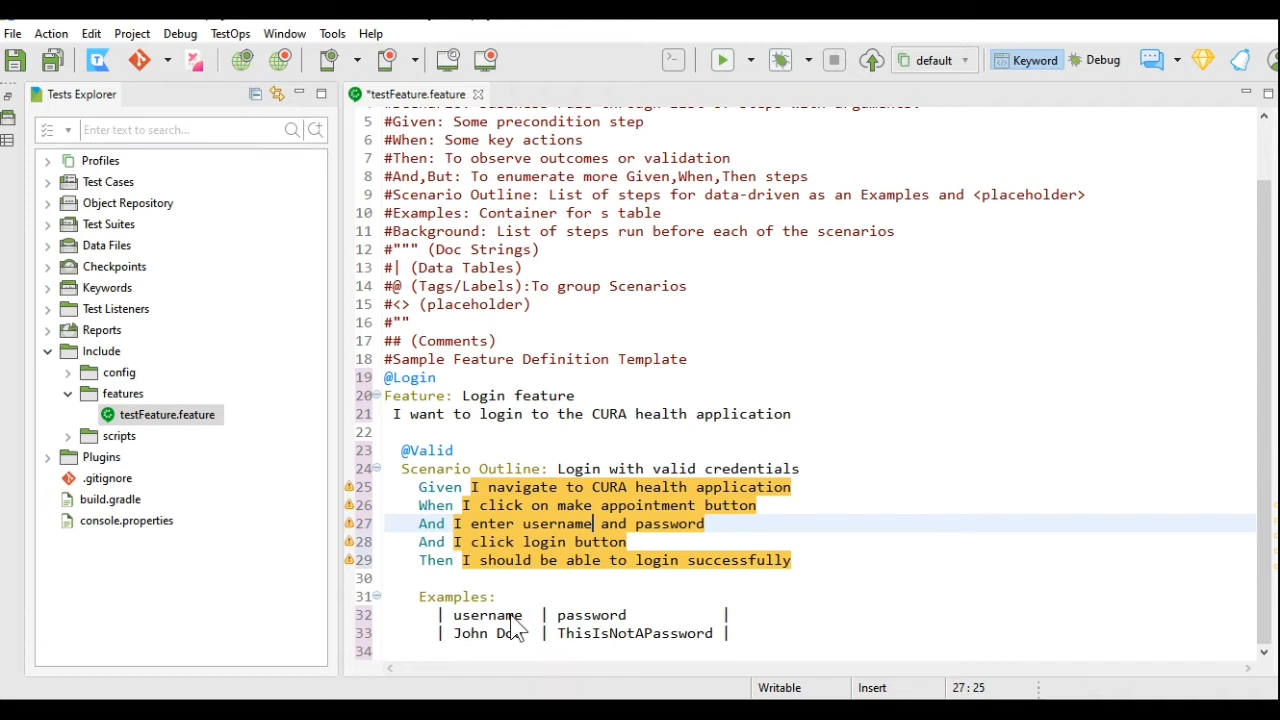 File Action Edit Project Debug TestOps Window Tools Help
default
Keyword
Debug
Tests Explorer
*testFeature.feature
Enter text to search...
Profiles
Test Cases
Object Repository
Test Suites
Data Files
Checkpoints
Keywords
Test Listeners
Reports
Include
config
features
testFeature.feature
scripts
Plugins
.gitignore
build.gradle
console.properties
5 #Given: Some precondition step
6 #When: Some key actions
7 #Then: To observe outcomes or validation
8 #And,But: To enumerate more Given,When,Then steps
9 #Scenario Outline: List of steps for data-driven as an Examples and <placeholder>
10 #Examples: Container for s table
11 #Background: List of steps run before each of the scenarios
12 #""" (Doc Strings)
13 #| (Data Tables)
14 #@ (Tags/Labels):To group Scenarios
15 #<> (placeholder)
16 #""
17 ## (Comments)
18 #Sample Feature Definition Template
19 @Login
20 Feature: Login feature
21 I want to login to the CURA health application
22
23 @Valid
24 Scenario Outline: Login with valid credentials
25 Given I navigate to CURA health application
26 When I click on make appointment button
27 And I enter username and password
28 And I click login button
29 Then I should be able to login successfully
30
31 Examples:
32 | username | password |
33 | John | ThisIsNotAPassword |
34
Writable Insert 27:25